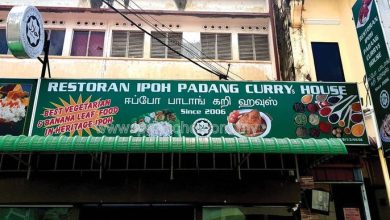 RESTORAN IPOH PADANG CURRY HOUSE
ஈப்போ பாடாங் கறி ஹவுஸ்
Since 2006
BEST VEGETARIAN
& BANANA LEAF FOOD
IN HERITAGE IPOH